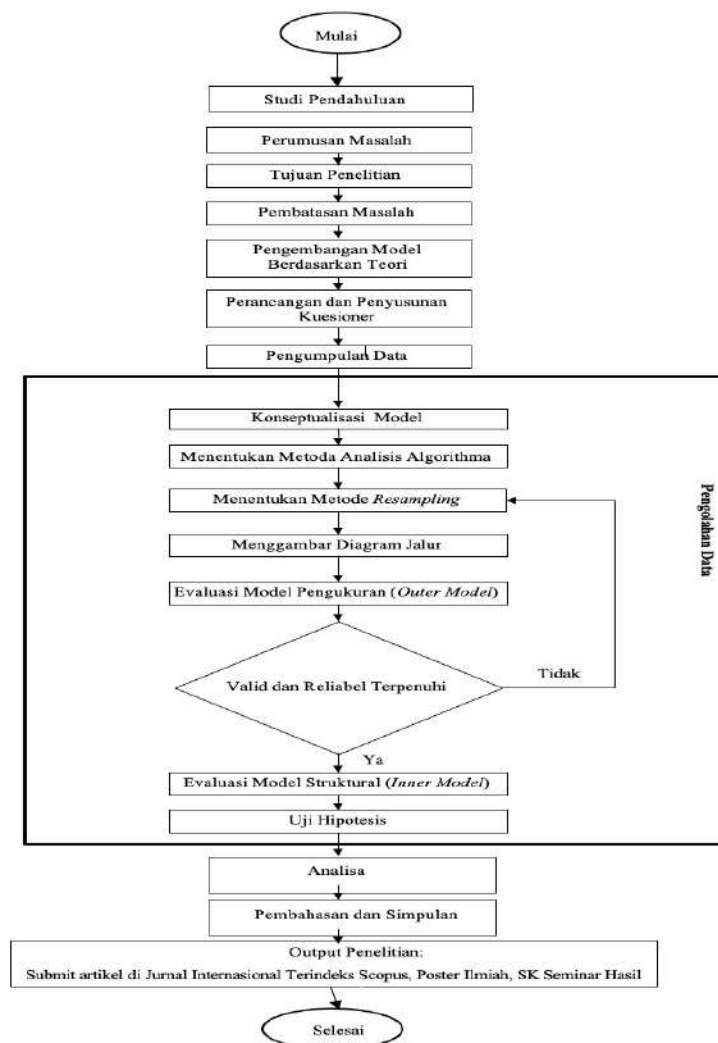 Mulai
Studi Pendahuluan
Perumusan Masalah
Tujuan Penelitian
Pembatasan Masalah
Pengembangan Model
Berdasarkan Teori
Perancangan dan Penyusunan
Kuesioner
Pengumpulan Data
Konseptualisasi Model
Menentukan Metoda Analisis Algorithma
Menentukan Metode Resampling
Menggambar Diagram Jalur
Evaluasi Model Pengukuran (Outer Model)
Valid dan Reliabel Terpenuhi
Tidak
Ya
Evaluasi Model Struktural (Inner Model)
Uji Hipotesis
Pengolahan Data
Analisa
Pembahasan dan Simpulan
Output Penelitian:
Submit artikel di Jurnal Internasional Terindeks Scopus, Poster Ilmiah, SK Seminar Hasil
Selesai